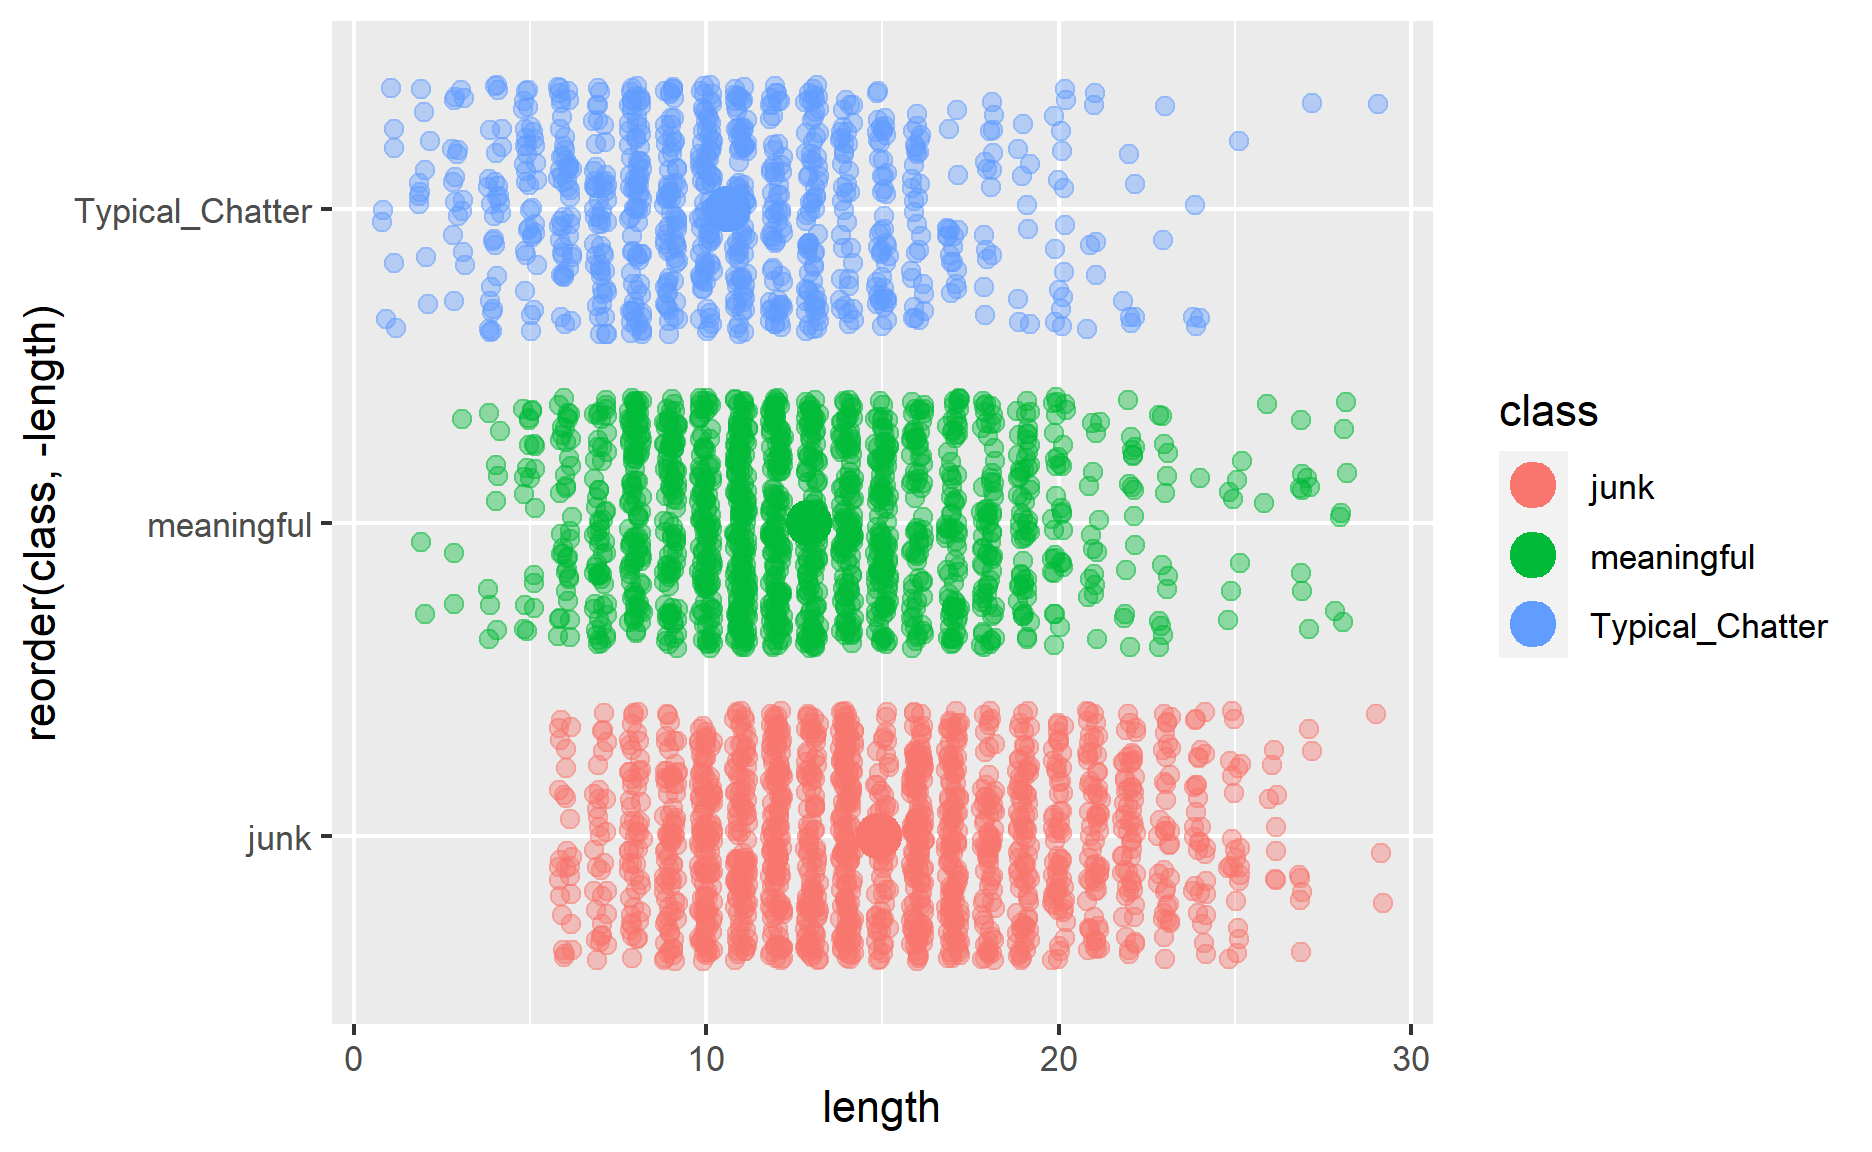 reorder(class, -length)
Typical_Chatter
meaningful
junk
0
10
20
30
length
class
junk
meaningful
Typical_Chatter